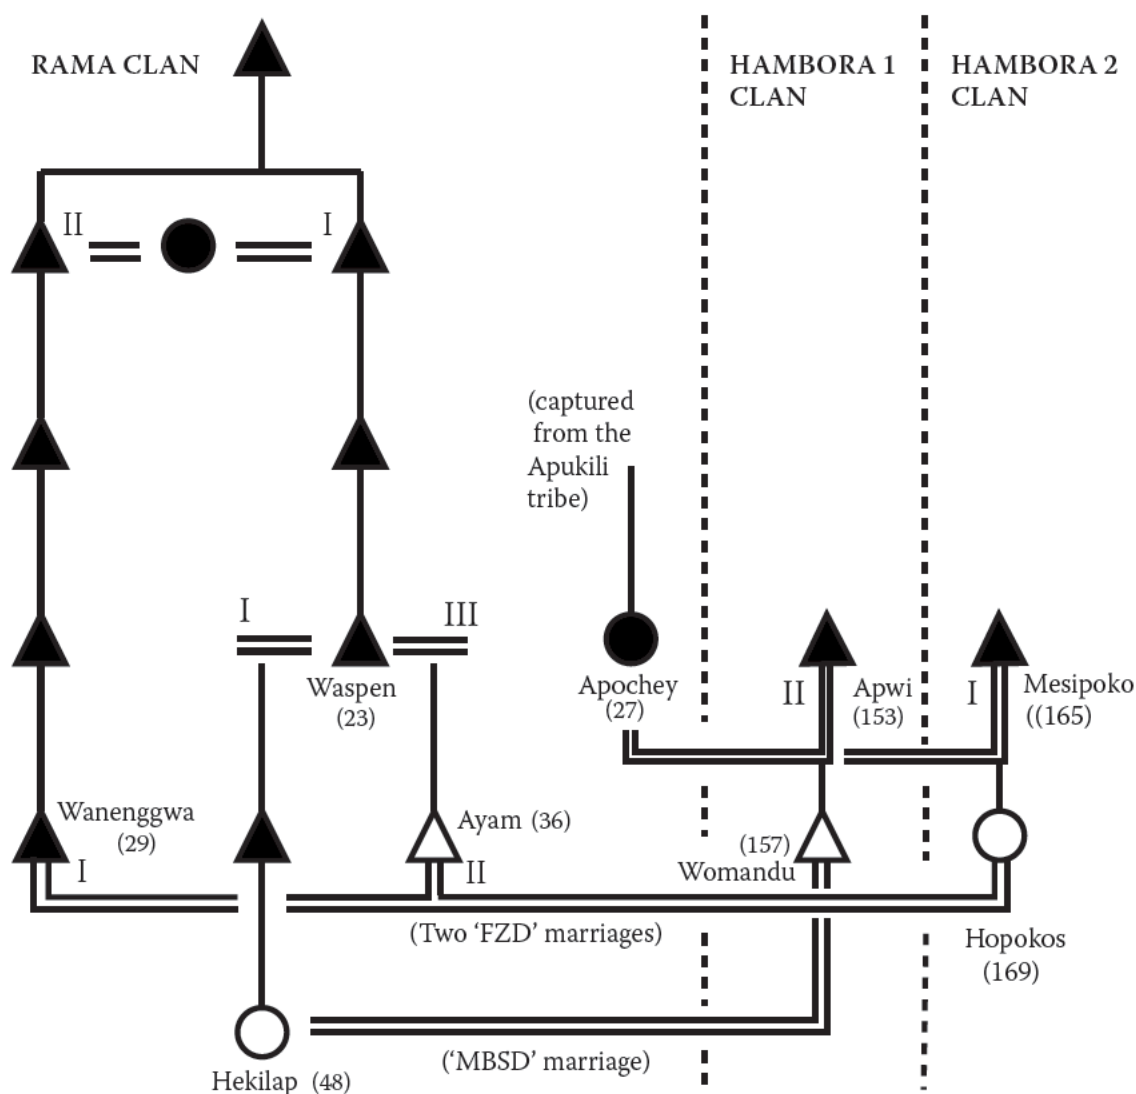 RAMA CLAN
HAMBORA 1
CLAN
HAMBORA 2
CLAN
II
I
(captured
from the
Apukili
tribe)
I
III
Waspen
(23)
Apochey
(27)
II
Apwi
(153)
I
Mesipoko
((165)
Wanenggwa
(29)
I
Ayam (36)
II
(157)
Womandu
(Two ‘FZD’ marriages)
Hopokos
(169)
(‘MBSD’ marriage)
Hekilap (48)